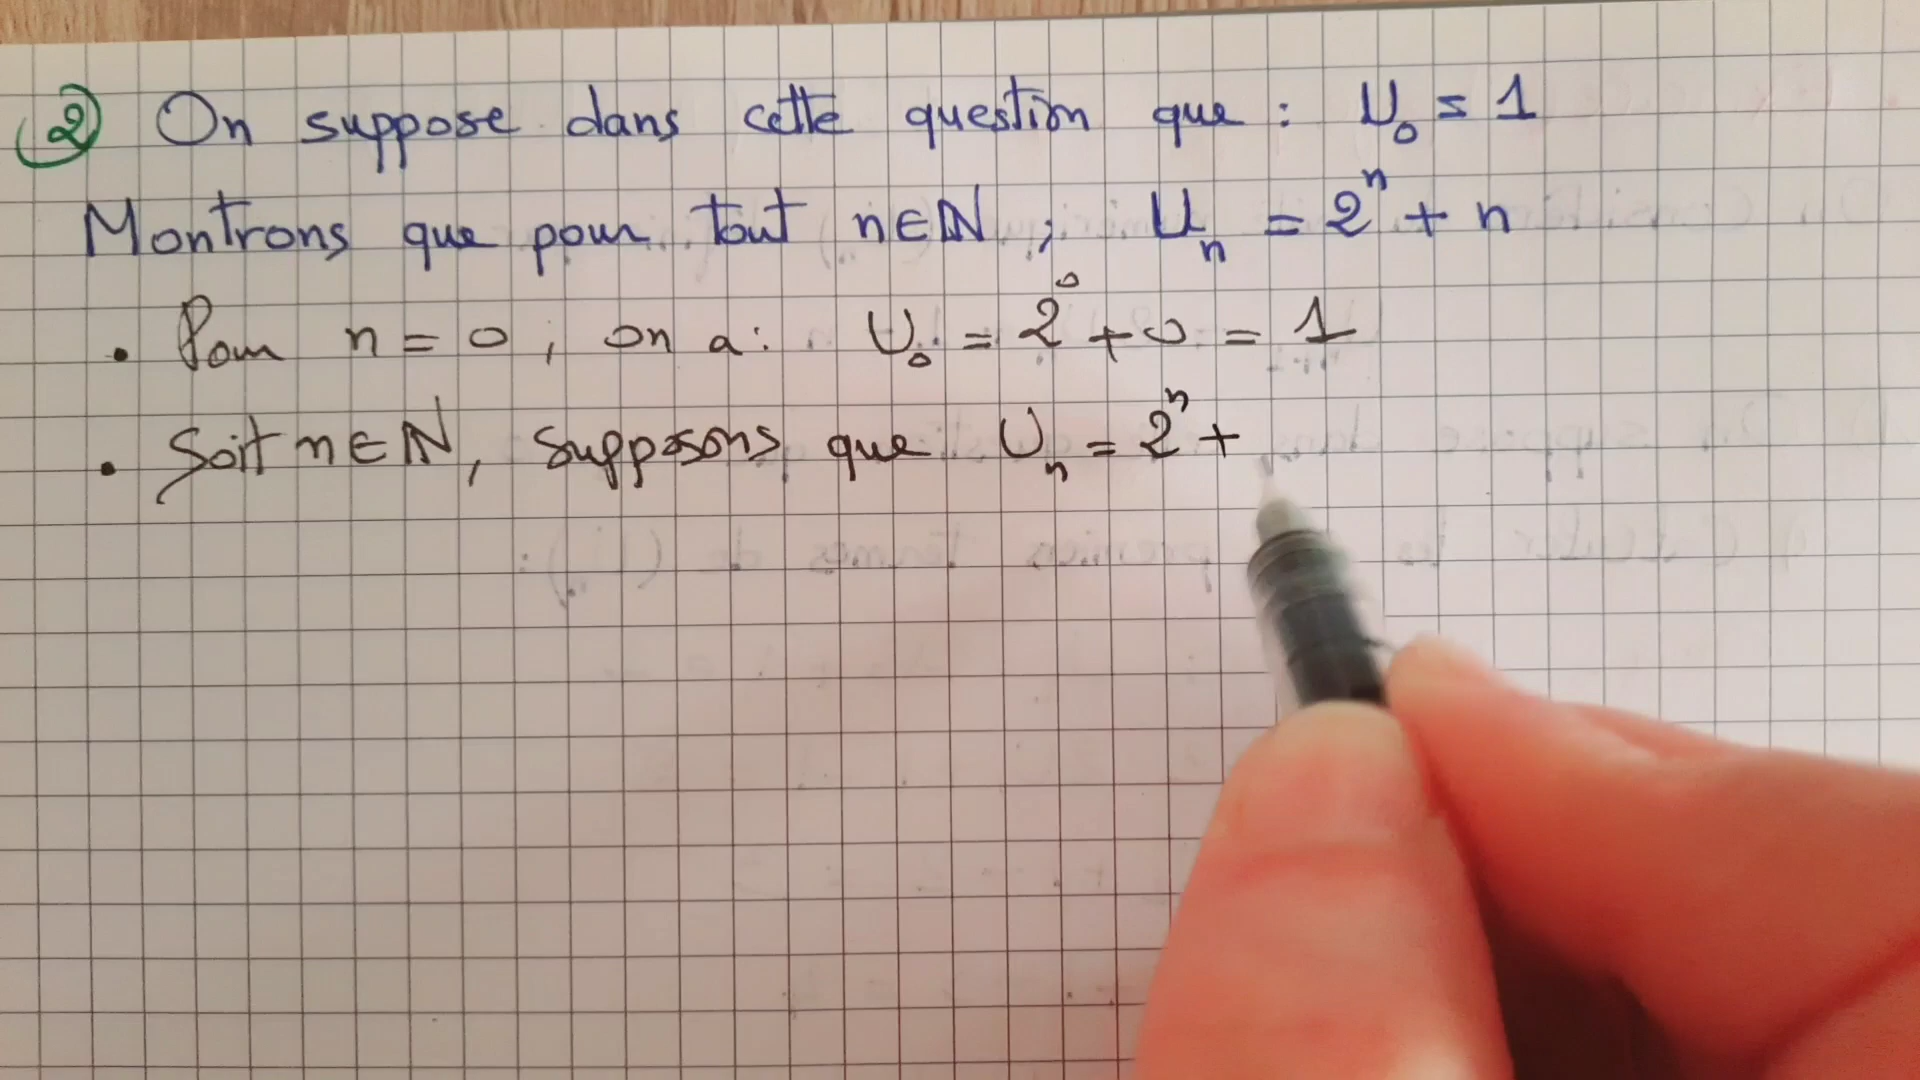 ② On suppose dans cette question que : U₀ = 1
Montrons que pour tout n∈ℕ ; Uₙ = 2ⁿ + n
• Pour n = 0, on a : U₀ = 2⁰ + 0 = 1
• Soit n∈ℕ, supposons que Uₙ = 2ⁿ +